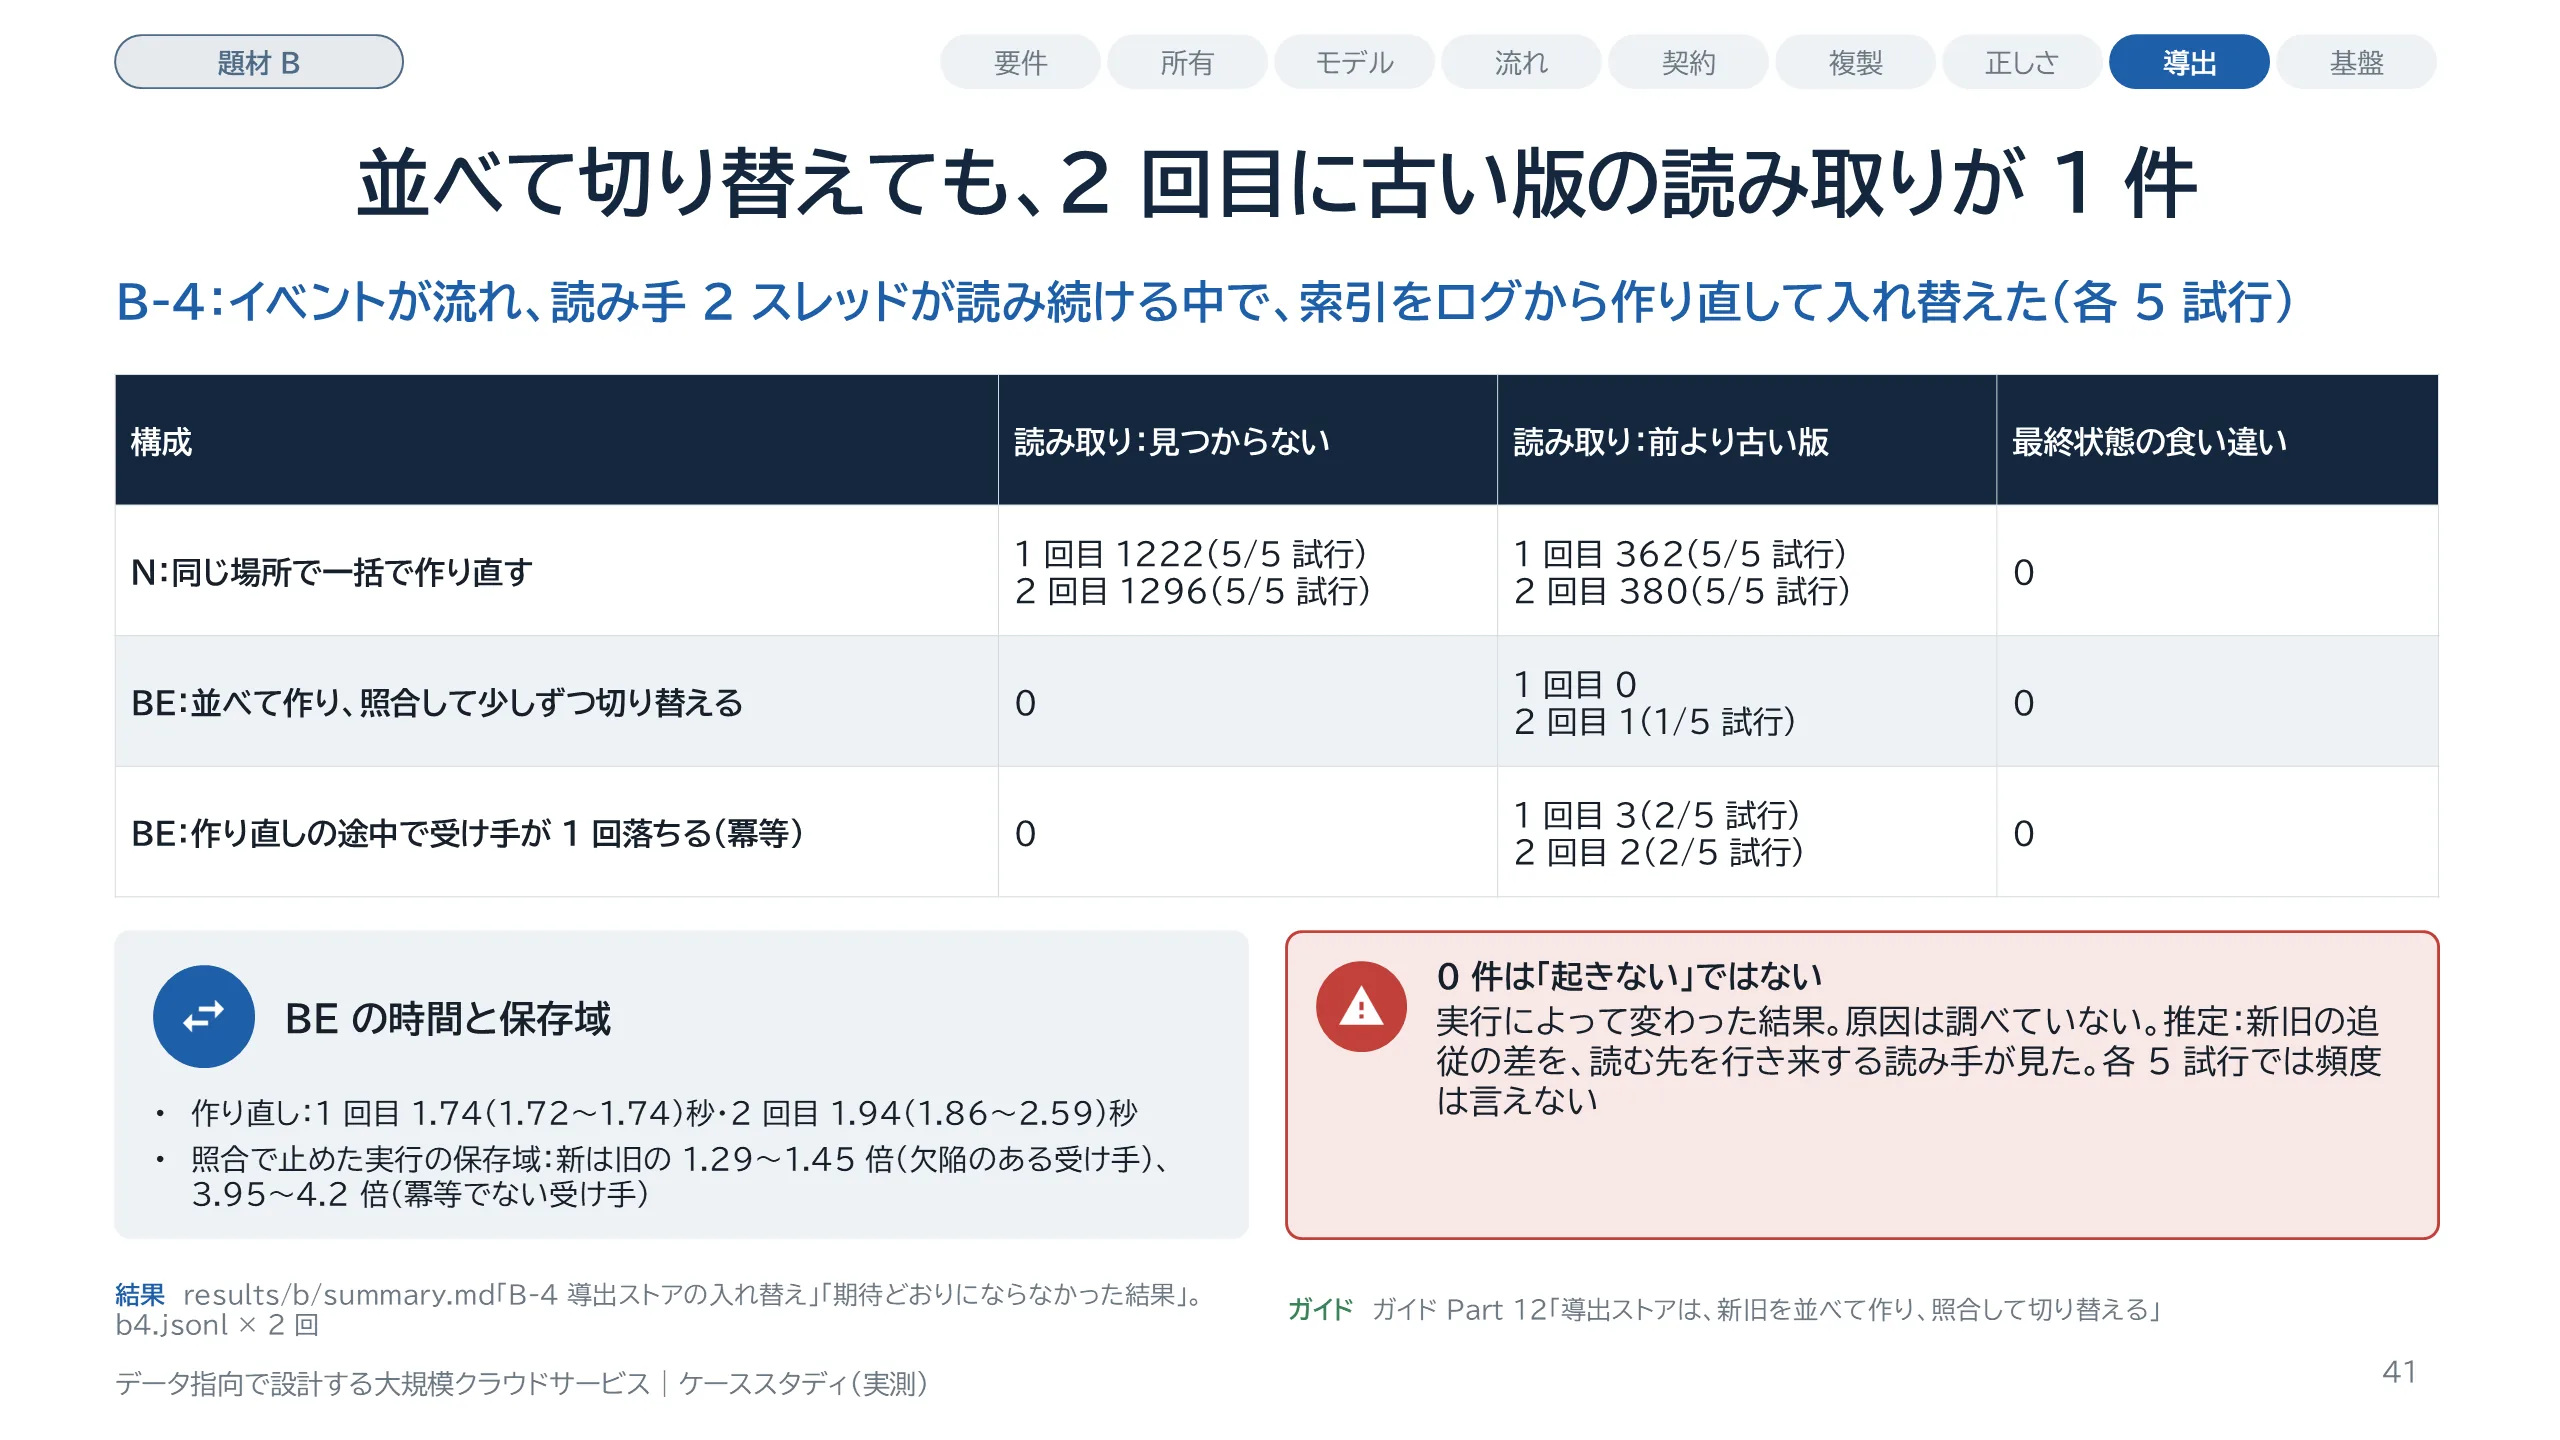 題材 B
要件
所有
モデル
流れ
契約
複製
正しさ
導出
基盤
並べて切り替えても、2 回目に古い版の読み取りが 1 件
B-4：イベントが流れ、読み手 2 スレッドが読み続ける中で、索引をログから作り直して入れ替えた（各 5 試行）
構成
読み取り：見つからない
読み取り：前より古い版
最終状態の食い違い
N：同じ場所で一括で作り直す
1 回目 1222（5/5 試行）
2 回目 1296（5/5 試行）
1 回目 362（5/5 試行）
2 回目 380（5/5 試行）
0
BE：並べて作り、照合して少しずつ切り替える
0
1 回目 0
2 回目 1（1/5 試行）
0
BE：作り直しの途中で受け手が 1 回落ちる（冪等）
0
1 回目 3（2/5 試行）
2 回目 2（2/5 試行）
0
BE の時間と保存域
• 作り直し：1 回目 1.74（1.72〜1.74）秒・2 回目 1.94（1.86〜2.59）秒
• 照合で止めた実行の保存域：新は旧の 1.29〜1.45 倍（欠陥のある受け手）、
3.95〜4.2 倍（冪等でない受け手）
0 件は「起きない」ではない
実行によって変わった結果。原因は調べていない。推定：新旧の追
従の差を、読む先を行き来する読み手が見た。各 5 試行では頻度
は言えない
結果 results/b/summary.md「B-4 導出ストアの入れ替え」「期待どおりにならなかった結果」。
b4.jsonl × 2 回
ガイド ガイド Part 12「導出ストアは、新旧を並べて作り、照合して切り替える」
データ指向で設計する大規模クラウドサービス｜ケーススタディ（実測）
41